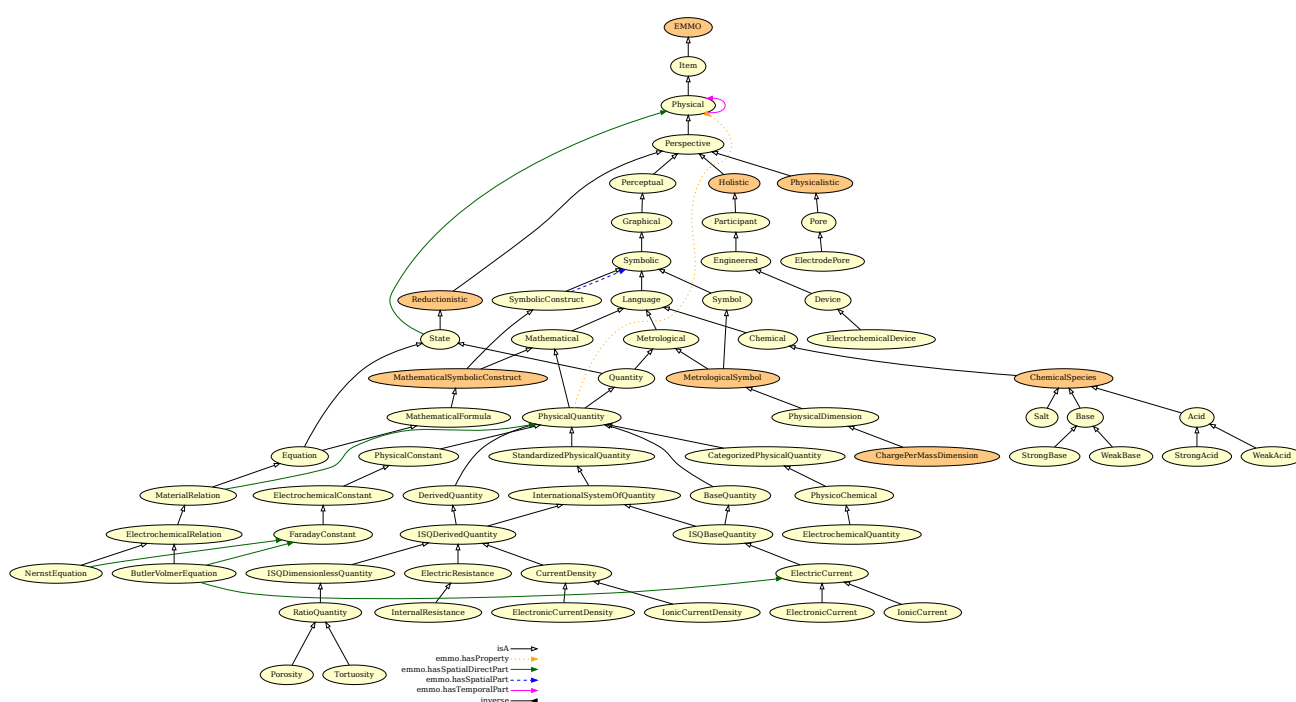 EMMO
Item
Physical
Perspective
Perceptual
Holistic
Physicalistic
Graphical
Participant
Pore
Symbolic
Engineered
ElectrodePore
Reductionistic
SymbolicConstruct
Language
Symbol
Device
State
Mathematical
Metrological
Chemical
ElectrochemicalDevice
MathematicalSymbolicConstruct
Quantity
MetrologicalSymbol
ChemicalSpecies
MathematicalFormula
PhysicalQuantity
PhysicalDimension
Salt
Base
Acid
Equation
PhysicalConstant
StandardizedPhysicalQuantity
CategorizedPhysicalQuantity
ChargePerMassDimension
StrongBase
WeakBase
StrongAcid
WeakAcid
MaterialRelation
ElectrochemicalConstant
DerivedQuantity
InternationalSystemOfQuantity
BaseQuantity
PhysicoChemical
ElectrochemicalRelation
FaradayConstant
ISQDerivedQuantity
ISQBaseQuantity
ElectrochemicalQuantity
NernstEquation
ButlerVolmerEquation
ISQDimensionlessQuantity
ElectricResistance
CurrentDensity
ElectricCurrent
RatioQuantity
InternalResistance
ElectronicCurrentDensity
IonicCurrentDensity
ElectronicCurrent
IonicCurrent
Porosity
Tortuosity
isA
emmo.hasProperty
emmo.hasSpatialDirectPart
emmo.hasSpatialPart
emmo.hasTemporalPart
inverse